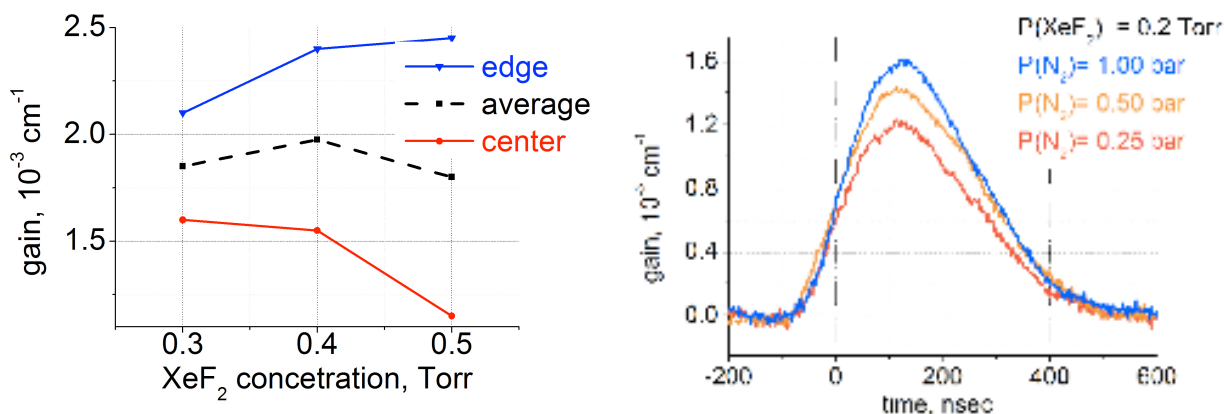 2.5
2.0
1.5
gain, 10⁻³ cm⁻¹
edge
average
center
0.3 0.4 0.5
XeF₂ concetration, Torr
P(XeF₂) = 0.2 Torr
P(N₂)= 1.00 bar
P(N₂)= 0.50 bar
P(N₂)= 0.25 bar
1.6
1.2
0.8
0.4
0.0
gain, 10⁻³ cm⁻¹
-200 0 200 400 600
time, nsec